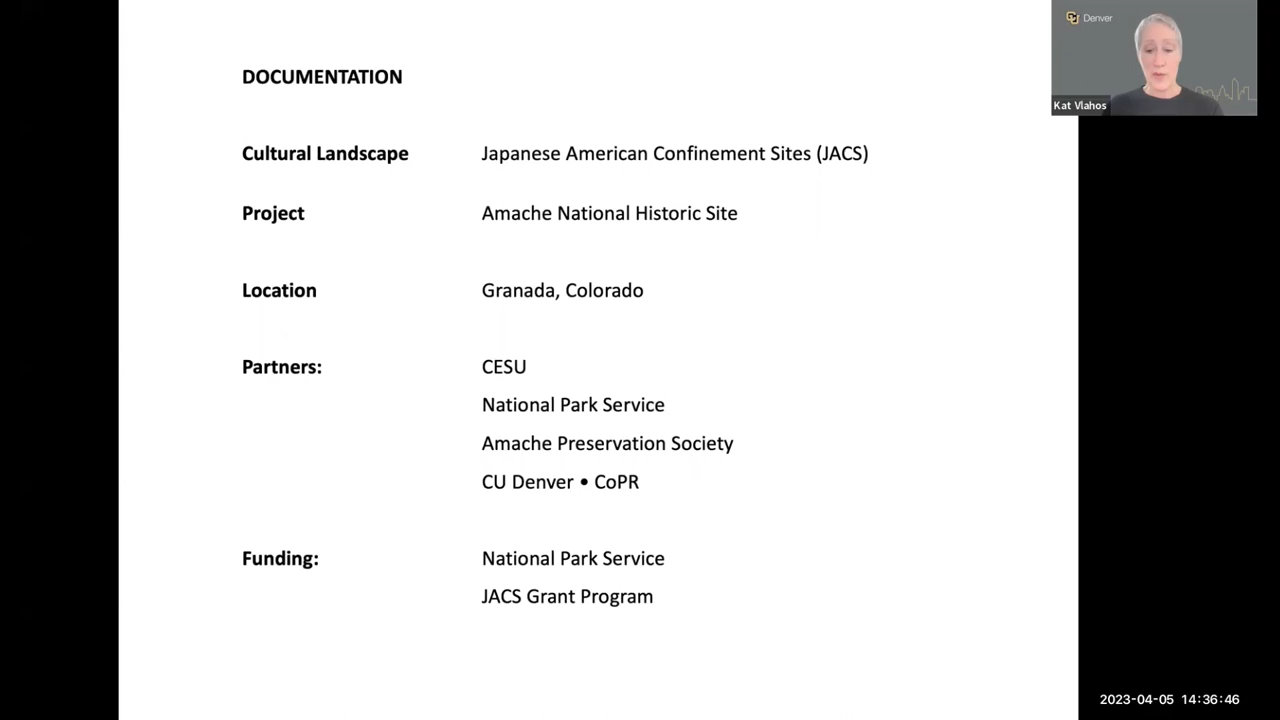 Denver
Kat Vlahos
DOCUMENTATION
Cultural Landscape Japanese American Confinement Sites (JACS)
Project Amache National Historic Site
Location Granada, Colorado
Partners: CESU
National Park Service
Amache Preservation Society
CU Denver • CoPR
Funding: National Park Service
JACS Grant Program
2023-04-05 14:36:46